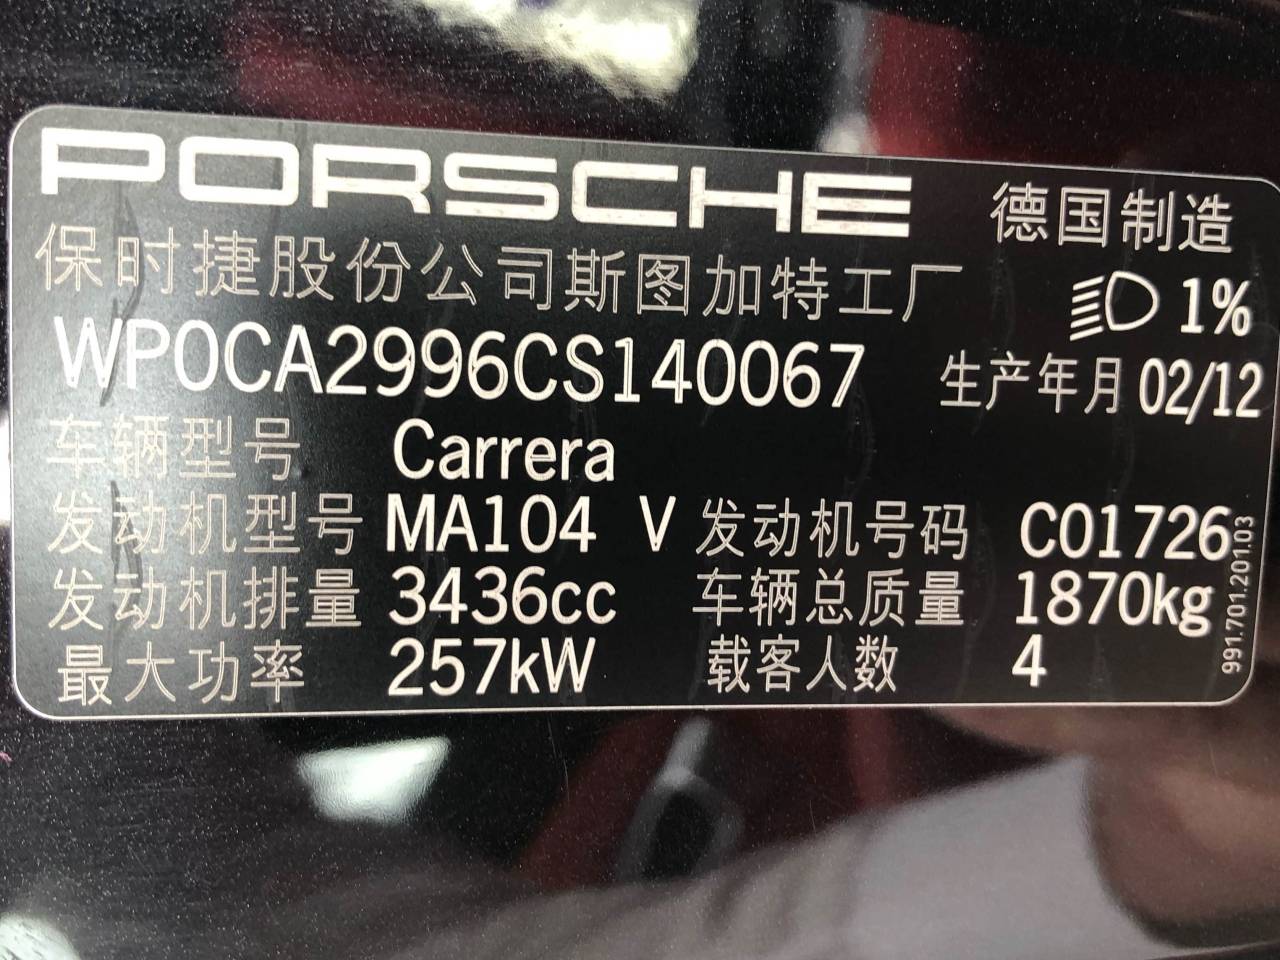 PORSCHE
德国制造
保时捷股份公司斯图加特工厂
1%
WP0CA2996CS140067
生产年月 02/12
车辆型号 Carrera
发动机型号 MA104 V 发动机号码 C01726
发动机排量 3436cc 车辆总质量 1870kg
最大功率 257kW 载客人数 4
991.701.201.03